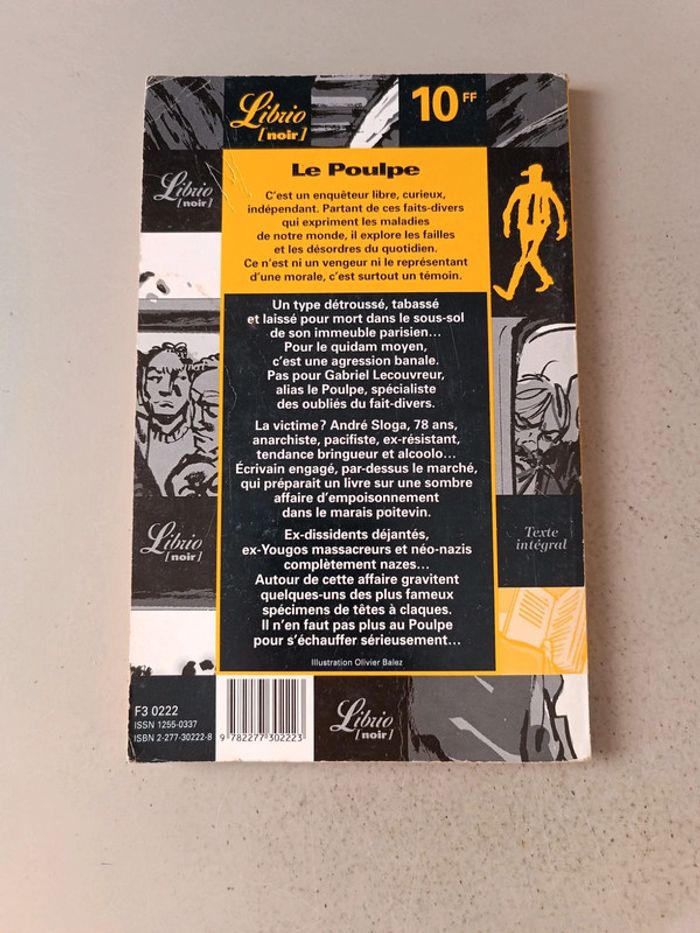 Librio
[noir]
10 FF
Le Poulpe
Librio
[noir]
C'est un enquêteur libre, curieux,
indépendant. Partant de ces faits-divers
qui expriment les maladies
de notre monde, il explore les failles
et les désordres du quotidien.
Ce n'est ni un vengeur ni le représentant
d'une morale, c'est surtout un témoin.
Un type détroussé, tabassé
et laissé pour mort dans le sous-sol
de son immeuble parisien...
Pour le quidam moyen,
c'est une agression banale.
Pas pour Gabriel Lecouvreur,
alias le Poulpe, spécialiste
des oubliés du fait-divers.
La victime ? André Sloga, 78 ans,
anarchiste, pacifiste, ex-résistant,
tendance bringueur et alcoolo...
Écrivain engagé, par-dessus le marché,
qui préparait un livre sur une sombre
affaire d'empoisonnement
dans le marais poitevin.
Librio
[noir]
Texte
intégral
Ex-dissidents déjantés,
ex-Yougos massacreurs et néo-nazis
complètement nazes...
Autour de cette affaire gravitent
quelques-uns des plus fameux
spécimens de têtes à claques.
Il n'en faut pas plus au Poulpe
pour s'échauffer sérieusement...
Illustration Olivier Balez
F3 0222
ISSN 1255-0337
ISBN 2-277-30222-8
9 782277 302223
Librio
[noir]